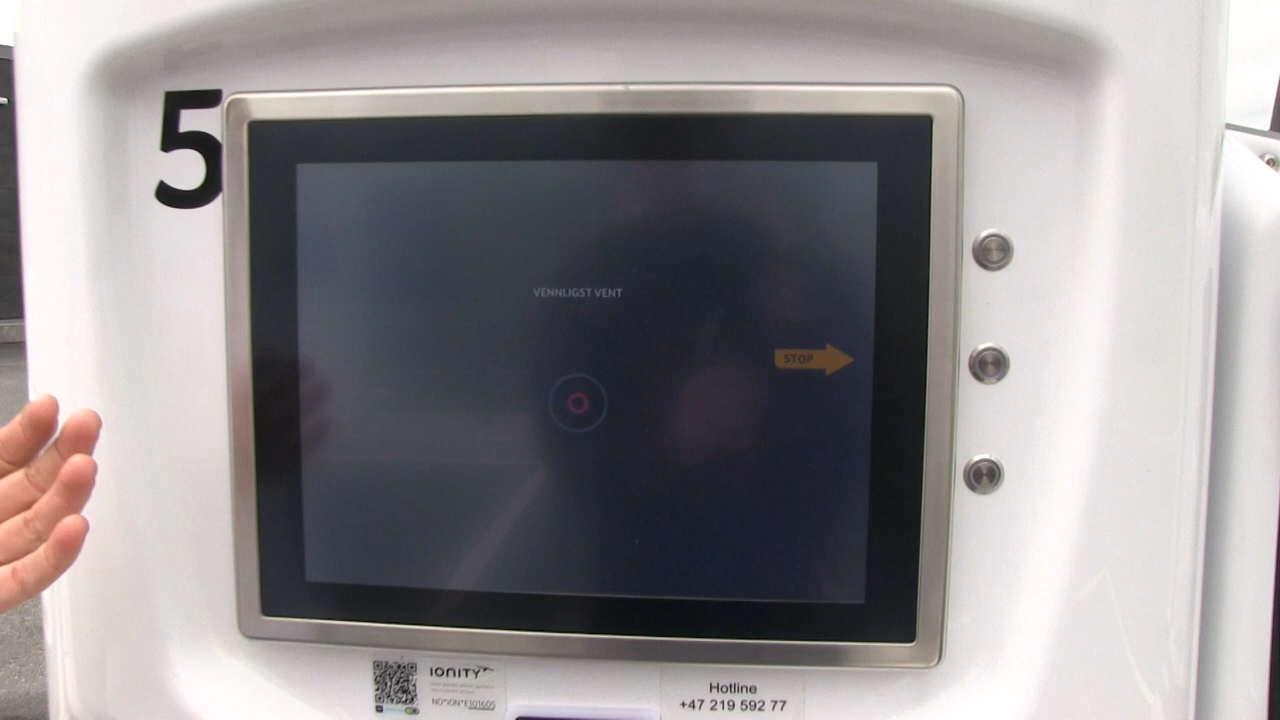 5
VENNLIGST VENT
STOP
IONITY
NO*ION*E101605
Hotline
+47 219 592 77